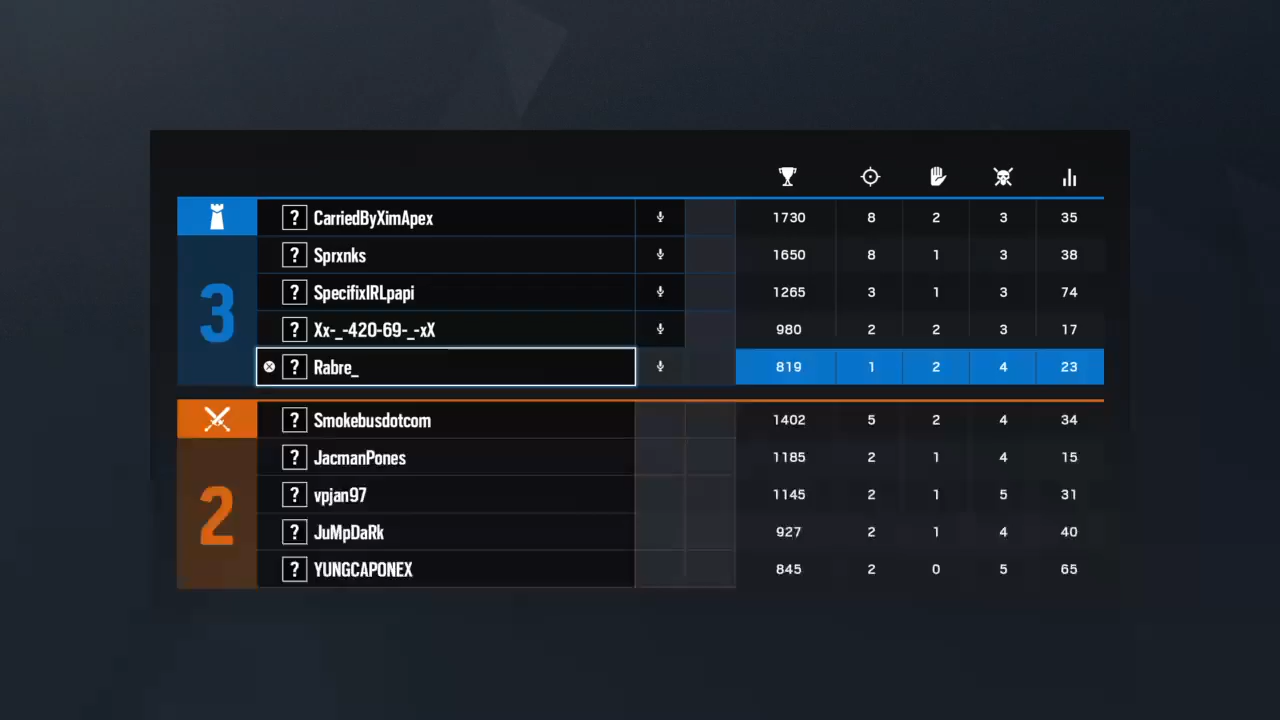 ? CarriedByXimApex 1730 8 2 3 35
? Sprxnks 1650 8 1 3 38
3
? SpecifixIRLpapi 1265 3 1 3 74
? Xx-_-420-69-_-xX 980 2 2 3 17
? Rabre_ 819 1 2 4 23
? Smokebusdotcom 1402 5 2 4 34
? JacmanPones 1185 2 1 4 15
2
? vpjan97 1145 2 1 5 31
? JuMpDaRk 927 2 1 4 40
? YUNGCAPONEX 845 2 0 5 65